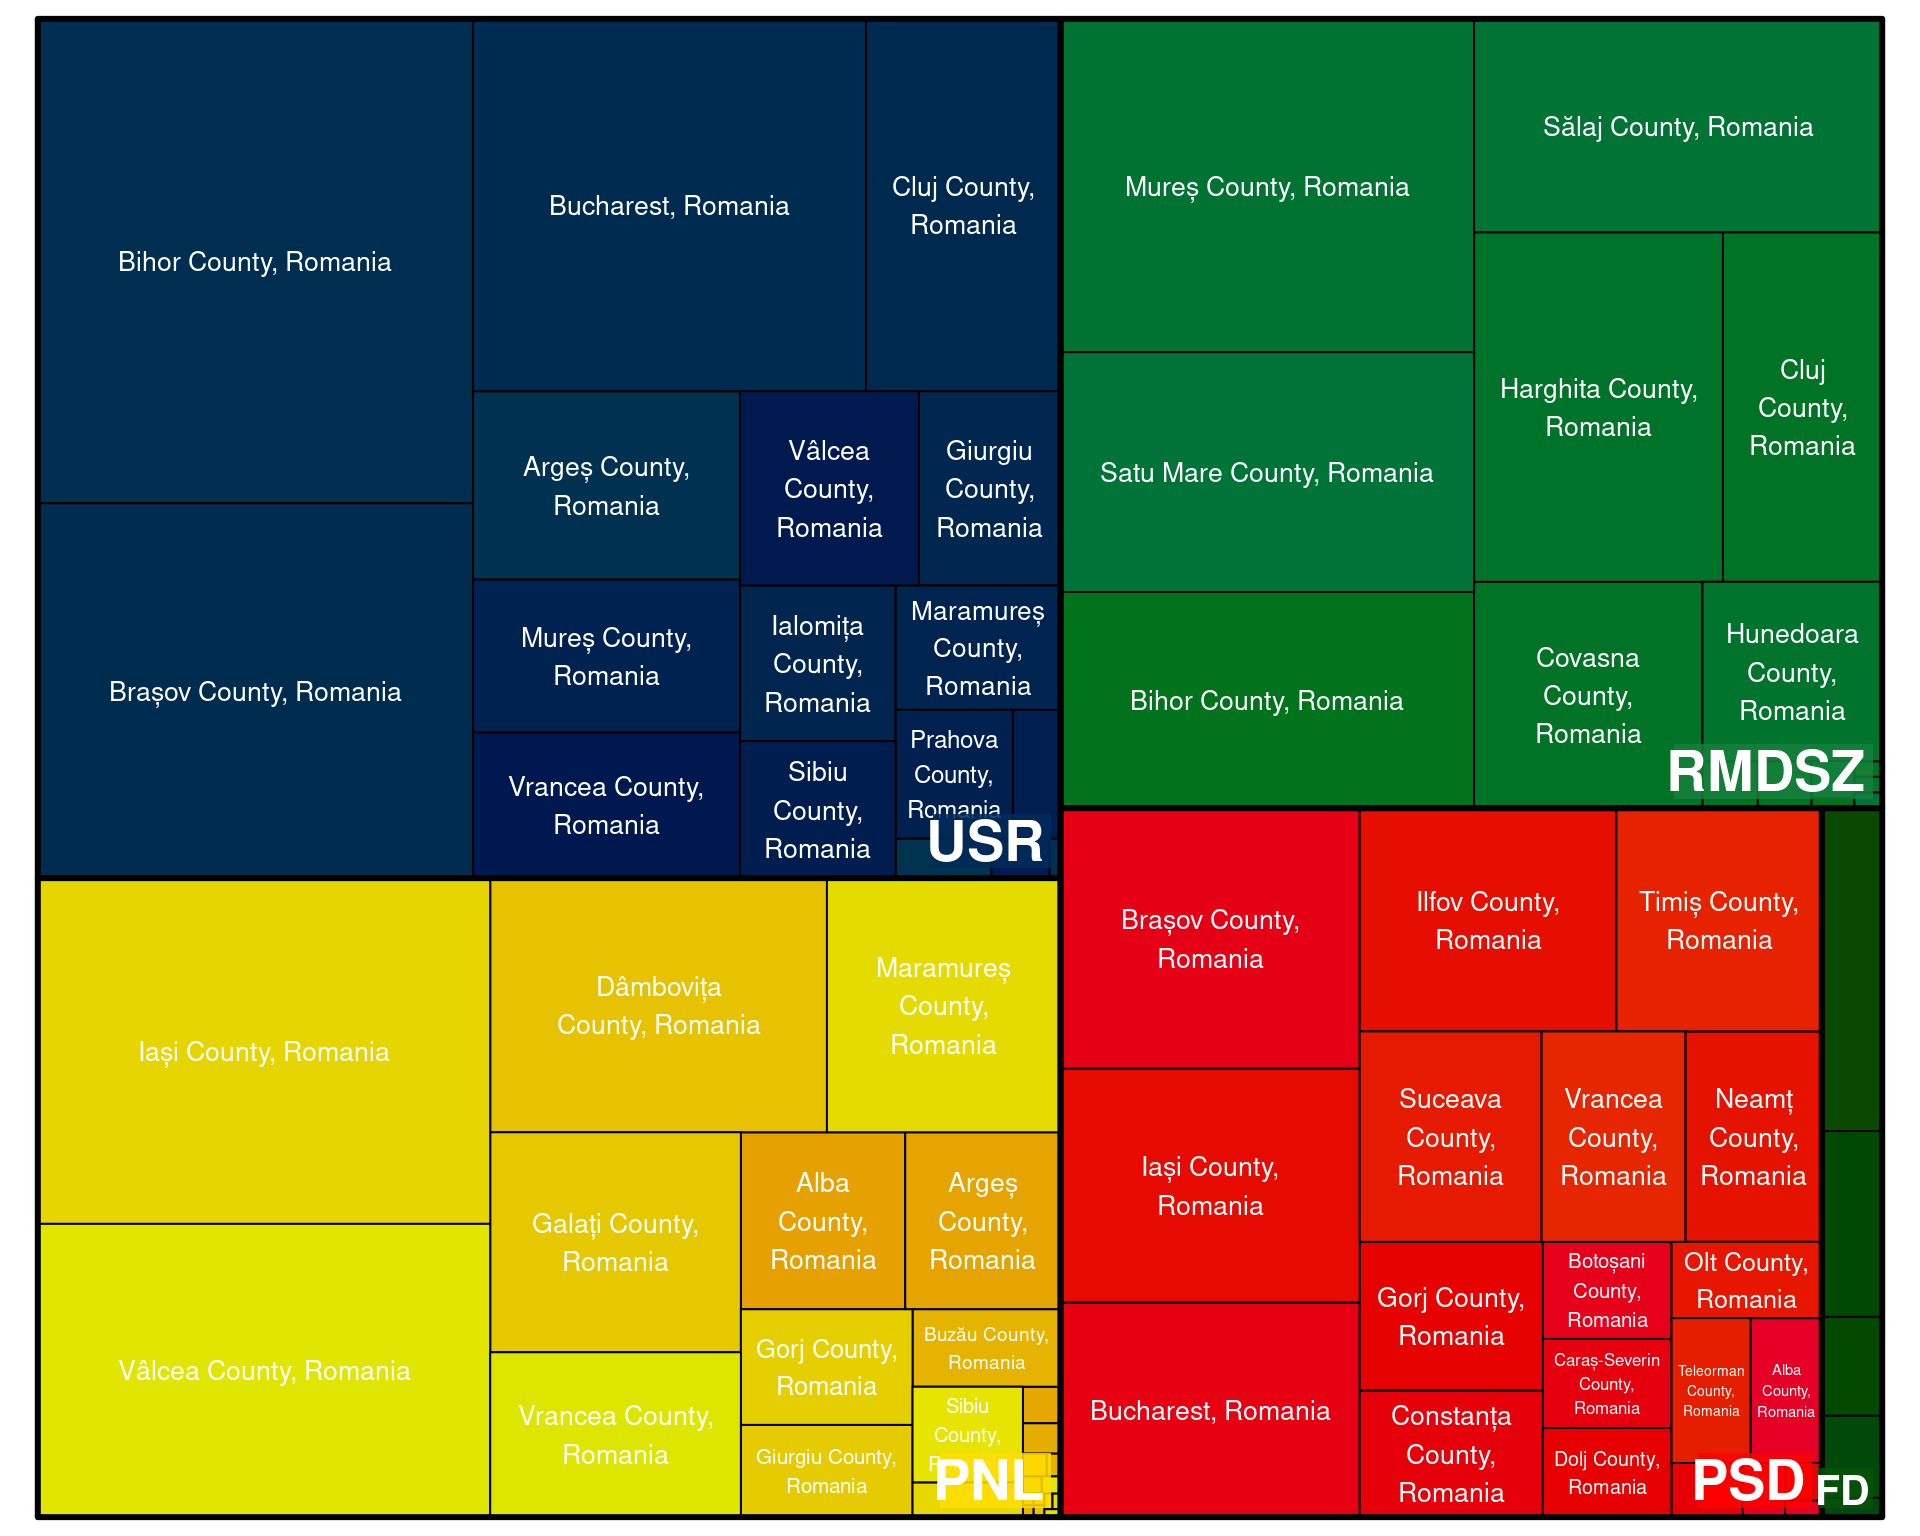 Bihor County, Romania
Brașov County, Romania
Bucharest, Romania
Cluj County,
Romania
Argeș County,
Romania
Vâlcea
County,
Romania
Giurgiu
County,
Romania
Mureș County,
Romania
Ialomița
County,
Romania
Maramureș
County,
Romania
Vrancea County,
Romania
Sibiu
County,
Romania
Prahova
County,
Romania
USR
Mureș County, Romania
Sălaj County, Romania
Satu Mare County, Romania
Harghita County,
Romania
Cluj
County,
Romania
Bihor County, Romania
Covasna
County,
Romania
Hunedoara
County,
Romania
RMDSZ
Iași County, Romania
Vâlcea County, Romania
Dâmbovița
County, Romania
Maramureș
County,
Romania
Galați County,
Romania
Alba
County,
Romania
Argeș
County,
Romania
Vrancea County,
Romania
Gorj County,
Romania
Buzău County,
Romania
Giurgiu County,
Romania
Sibiu
County,
PNL
Brașov County,
Romania
Iași County,
Romania
Bucharest, Romania
Ilfov County,
Romania
Timiș County,
Romania
Suceava
County,
Romania
Vrancea
County,
Romania
Neamț
County,
Romania
Gorj County,
Romania
Botoșani
County,
Romania
Olt County,
Romania
Constanța
County,
Romania
Caraș-Severin
County,
Romania
Dolj County,
Romania
Teleorman
County,
Romania
Alba
County,
Romania
PSD
FD